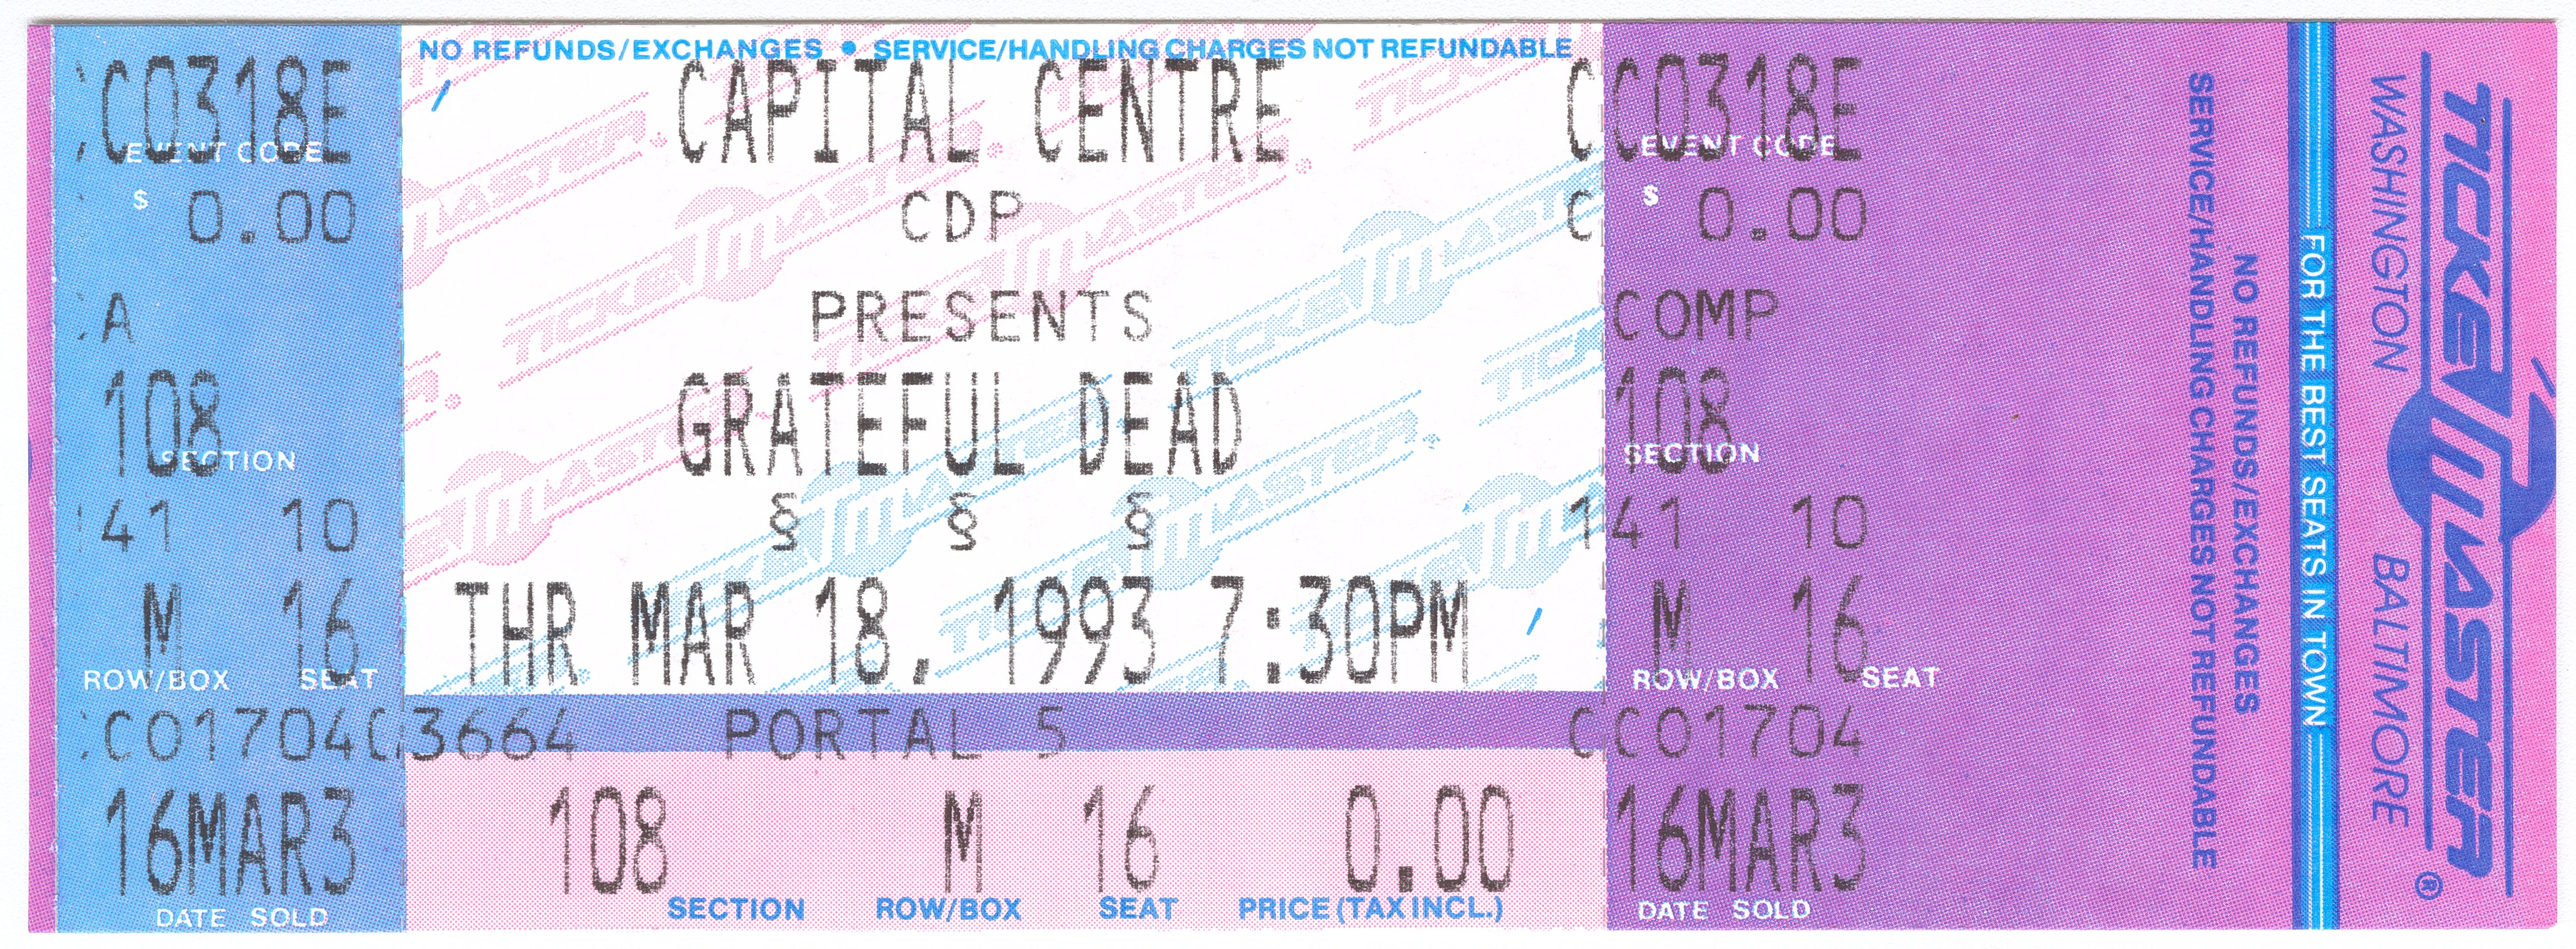 CC0318E
EVENT CODE
$ 0.00
CA
108
SECTION
141 10
M 16
ROW/BOX SEAT
CC01704C
16MAR3
DATE SOLD
NO REFUNDS/EXCHANGES • SERVICE/HANDLING CHARGES NOT REFUNDABLE
CAPITAL CENTRE
CDP
PRESENTS
GRATEFUL DEAD
§ § §
THR MAR 18, 1993 7:30PM
3664 PORTAL 5
108 M 16 0.00
SECTION ROW/BOX SEAT PRICE (TAX INCL.)
CC0318E
EVENT CODE
$ C 0.00
COMP
108
SECTION
141 10
M 16
ROW/BOX SEAT
CC01704
16MAR3
DATE SOLD
NO REFUNDS/EXCHANGES
SERVICE/HANDLING CHARGES NOT REFUNDABLE
FOR THE BEST SEATS IN TOWN
TICKETMASTER®
WASHINGTON BALTIMORE